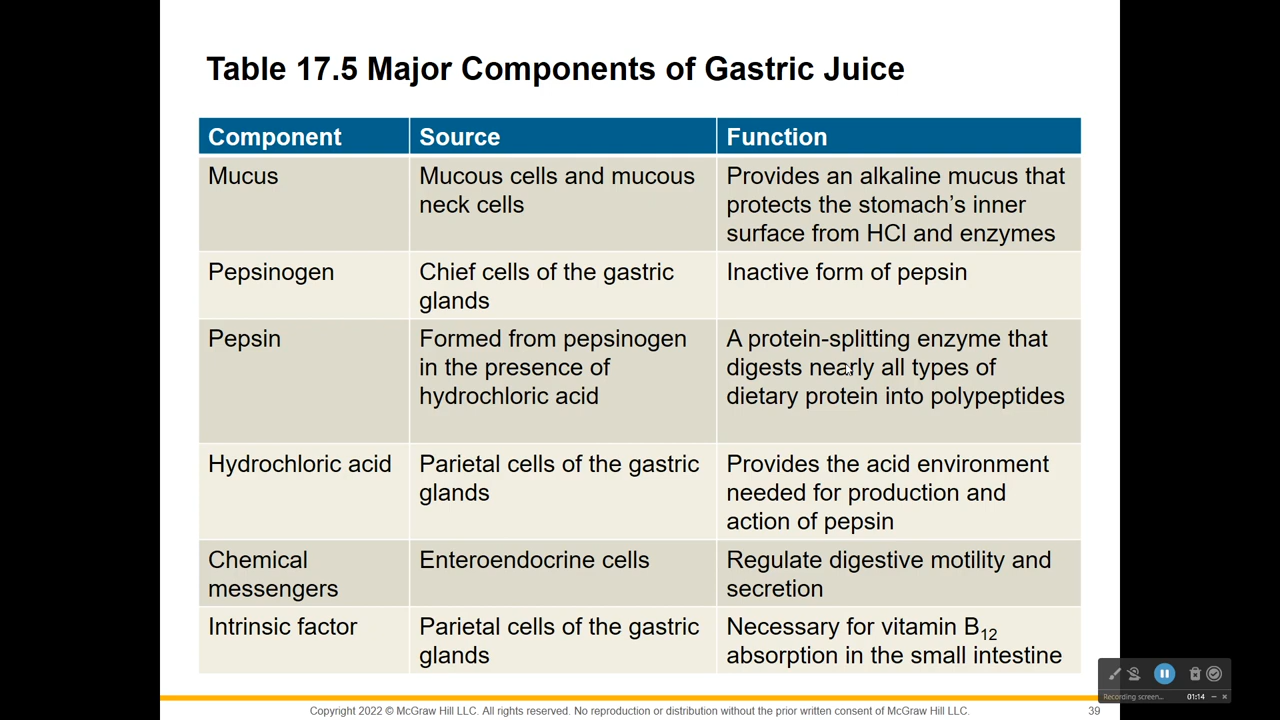 Table 17.5 Major Components of Gastric Juice
Component Source Function
Mucus
Mucous cells and mucous
neck cells
Provides an alkaline mucus that
protects the stomach’s inner
surface from HCl and enzymes
Pepsinogen
Chief cells of the gastric
glands
Inactive form of pepsin
Pepsin
Formed from pepsinogen
in the presence of
hydrochloric acid
A protein-splitting enzyme that
digests nearly all types of
dietary protein into polypeptides
Hydrochloric acid
Parietal cells of the gastric
glands
Provides the acid environment
needed for production and
action of pepsin
Chemical
messengers
Enteroendocrine cells
Regulate digestive motility and
secretion
Intrinsic factor
Parietal cells of the gastric
glands
Necessary for vitamin B12
absorption in the small intestine
Copyright 2022 © McGraw Hill LLC. All rights reserved. No reproduction or distribution without the prior written consent of McGraw Hill LLC.
39
Recording screen... 01:14